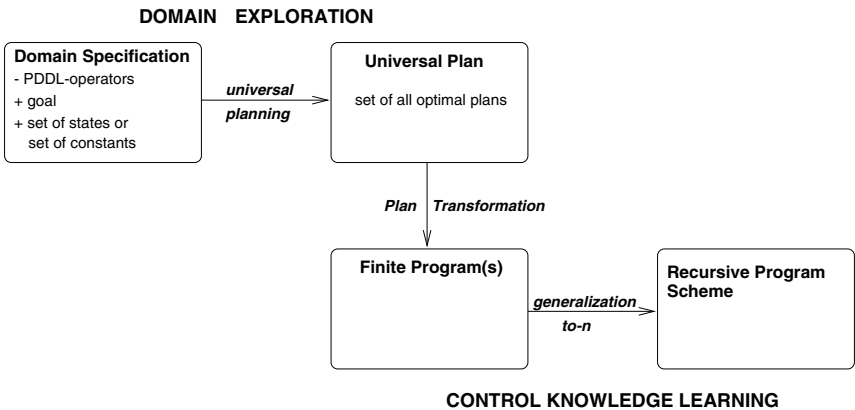 DOMAIN EXPLORATION
Domain Specification
- PDDL-operators
+ goal
+ set of states or
set of constants
universal
planning
Universal Plan
set of all optimal plans
Plan Transformation
Finite Program(s)
generalization
to-n
Recursive Program
Scheme
CONTROL KNOWLEDGE LEARNING